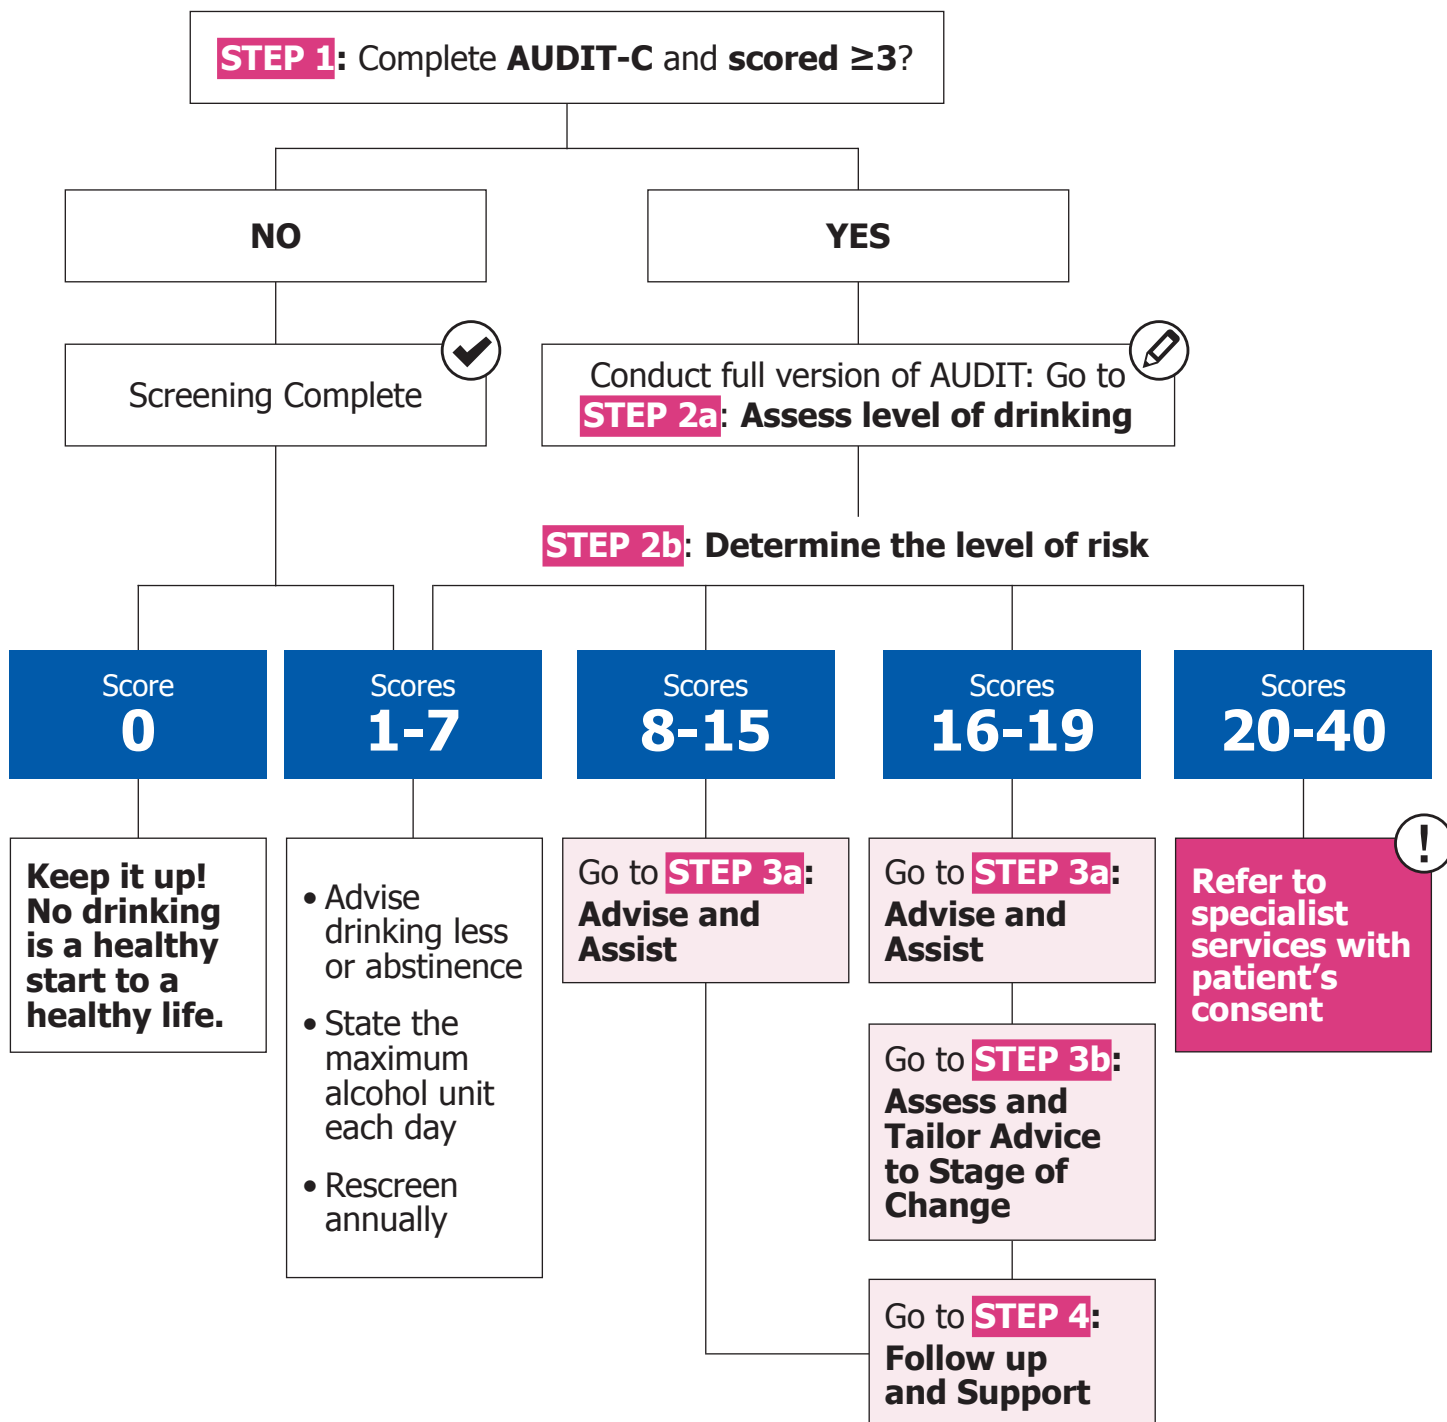 STEP 1: Complete AUDIT-C and scored ≥3?
NO
YES
Screening Complete
Conduct full version of AUDIT: Go to
STEP 2a: Assess level of drinking
STEP 2b: Determine the level of risk
Score
0
Scores
1-7
Scores
8-15
Scores
16-19
Scores
20-40
Keep it up!
No drinking
is a healthy
start to a
healthy life.
• Advise
drinking less
or abstinence
• State the
maximum
alcohol unit
each day
• Rescreen
annually
Go to STEP 3a:
Advise and
Assist
Go to STEP 3a:
Advise and
Assist
Go to STEP 3b:
Assess and
Tailor Advice
to Stage of
Change
Go to STEP 4:
Follow up
and Support
!
Refer to
specialist
services with
patient's
consent